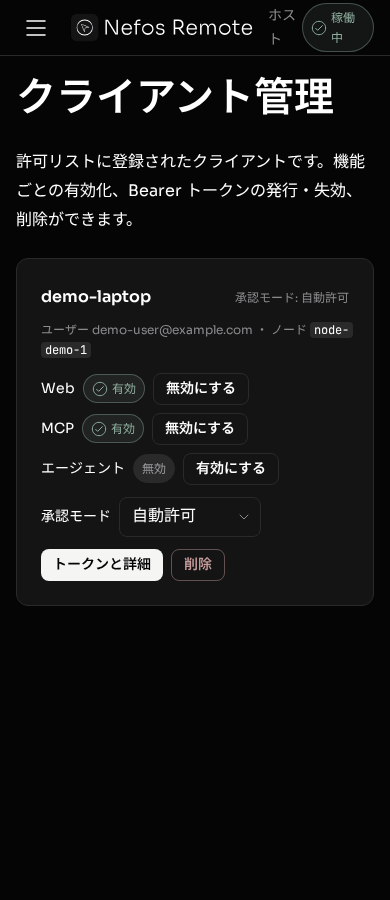 Nefos Remote ホスト 稼働中
クライアント管理
許可リストに登録されたクライアントです。機能
ごとの有効化、Bearer トークンの発行・失効、
削除ができます。
demo-laptop 承認モード: 自動許可
ユーザー demo-user@example.com ・ ノード node-
demo-1
Web 有効 無効にする
MCP 有効 無効にする
エージェント 無効 有効にする
承認モード 自動許可
トークンと詳細 削除